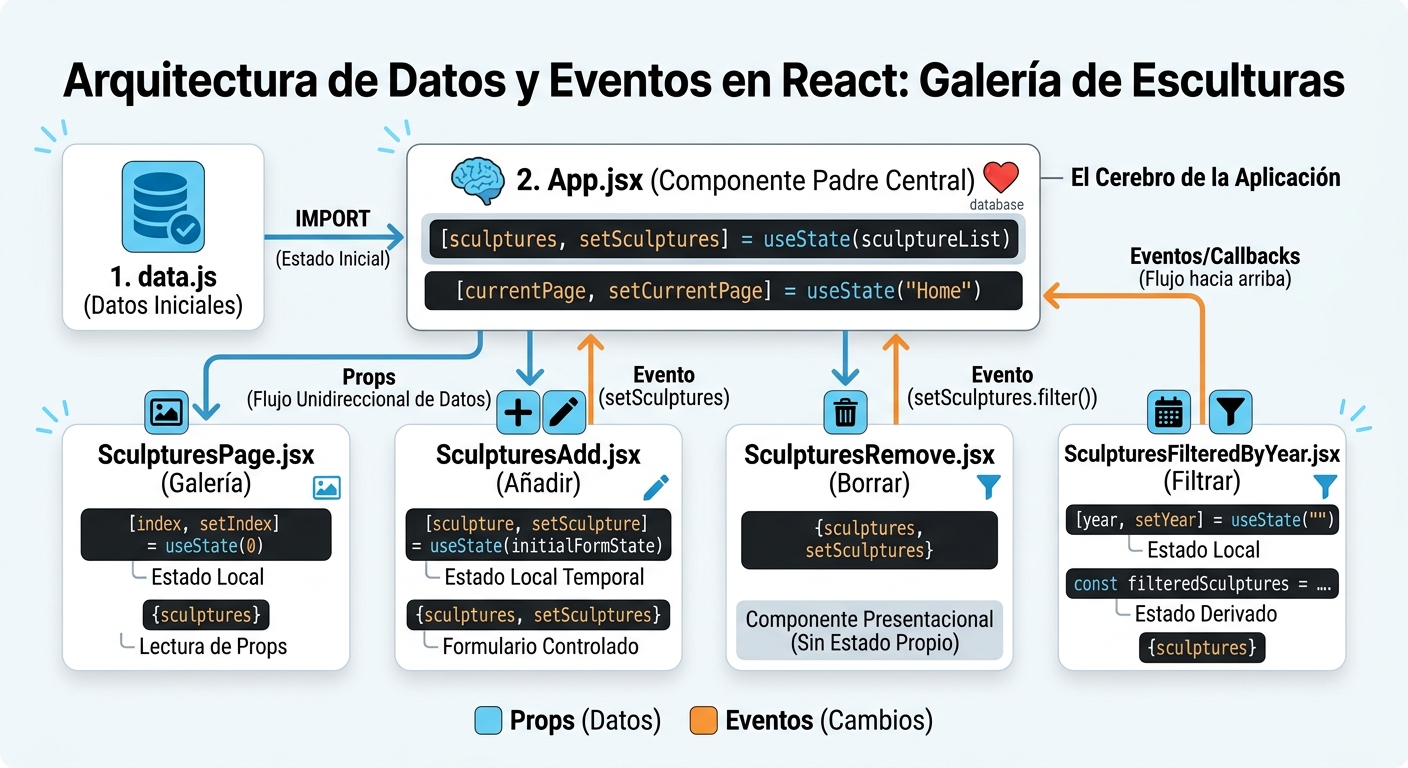 Arquitectura de Datos y Eventos en React: Galería de Esculturas
1. data.js
(Datos Iniciales)
IMPORT
(Estado Inicial)
2. App.jsx (Componente Padre Central)
database
[sculptures, setSculptures] = useState(sculptureList)
[currentPage, setCurrentPage] = useState("Home")
El Cerebro de la Aplicación
Eventos/Callbacks
(Flujo hacia arriba)
Props
(Flujo Unidireccional de Datos)
Evento
(setSculptures)
Evento
(setSculptures.filter())
SculpturesPage.jsx
(Galería)
[index, setIndex]
= useState(0)
Estado Local
{sculptures}
Lectura de Props
SculpturesAdd.jsx
(Añadir)
[sculpture, setSculpture]
= useState(initialFormState)
Estado Local Temporal
{sculptures, setSculptures}
Formulario Controlado
SculpturesRemove.jsx
(Borrar)
{sculptures,
setSculptures}
Componente Presentacional
(Sin Estado Propio)
SculpturesFilteredByYear.jsx
(Filtrar)
[year, setYear] = useState("")
Estado Local
const filteredSculptures = ….
Estado Derivado
{sculptures}
Props (Datos)
Eventos (Cambios)